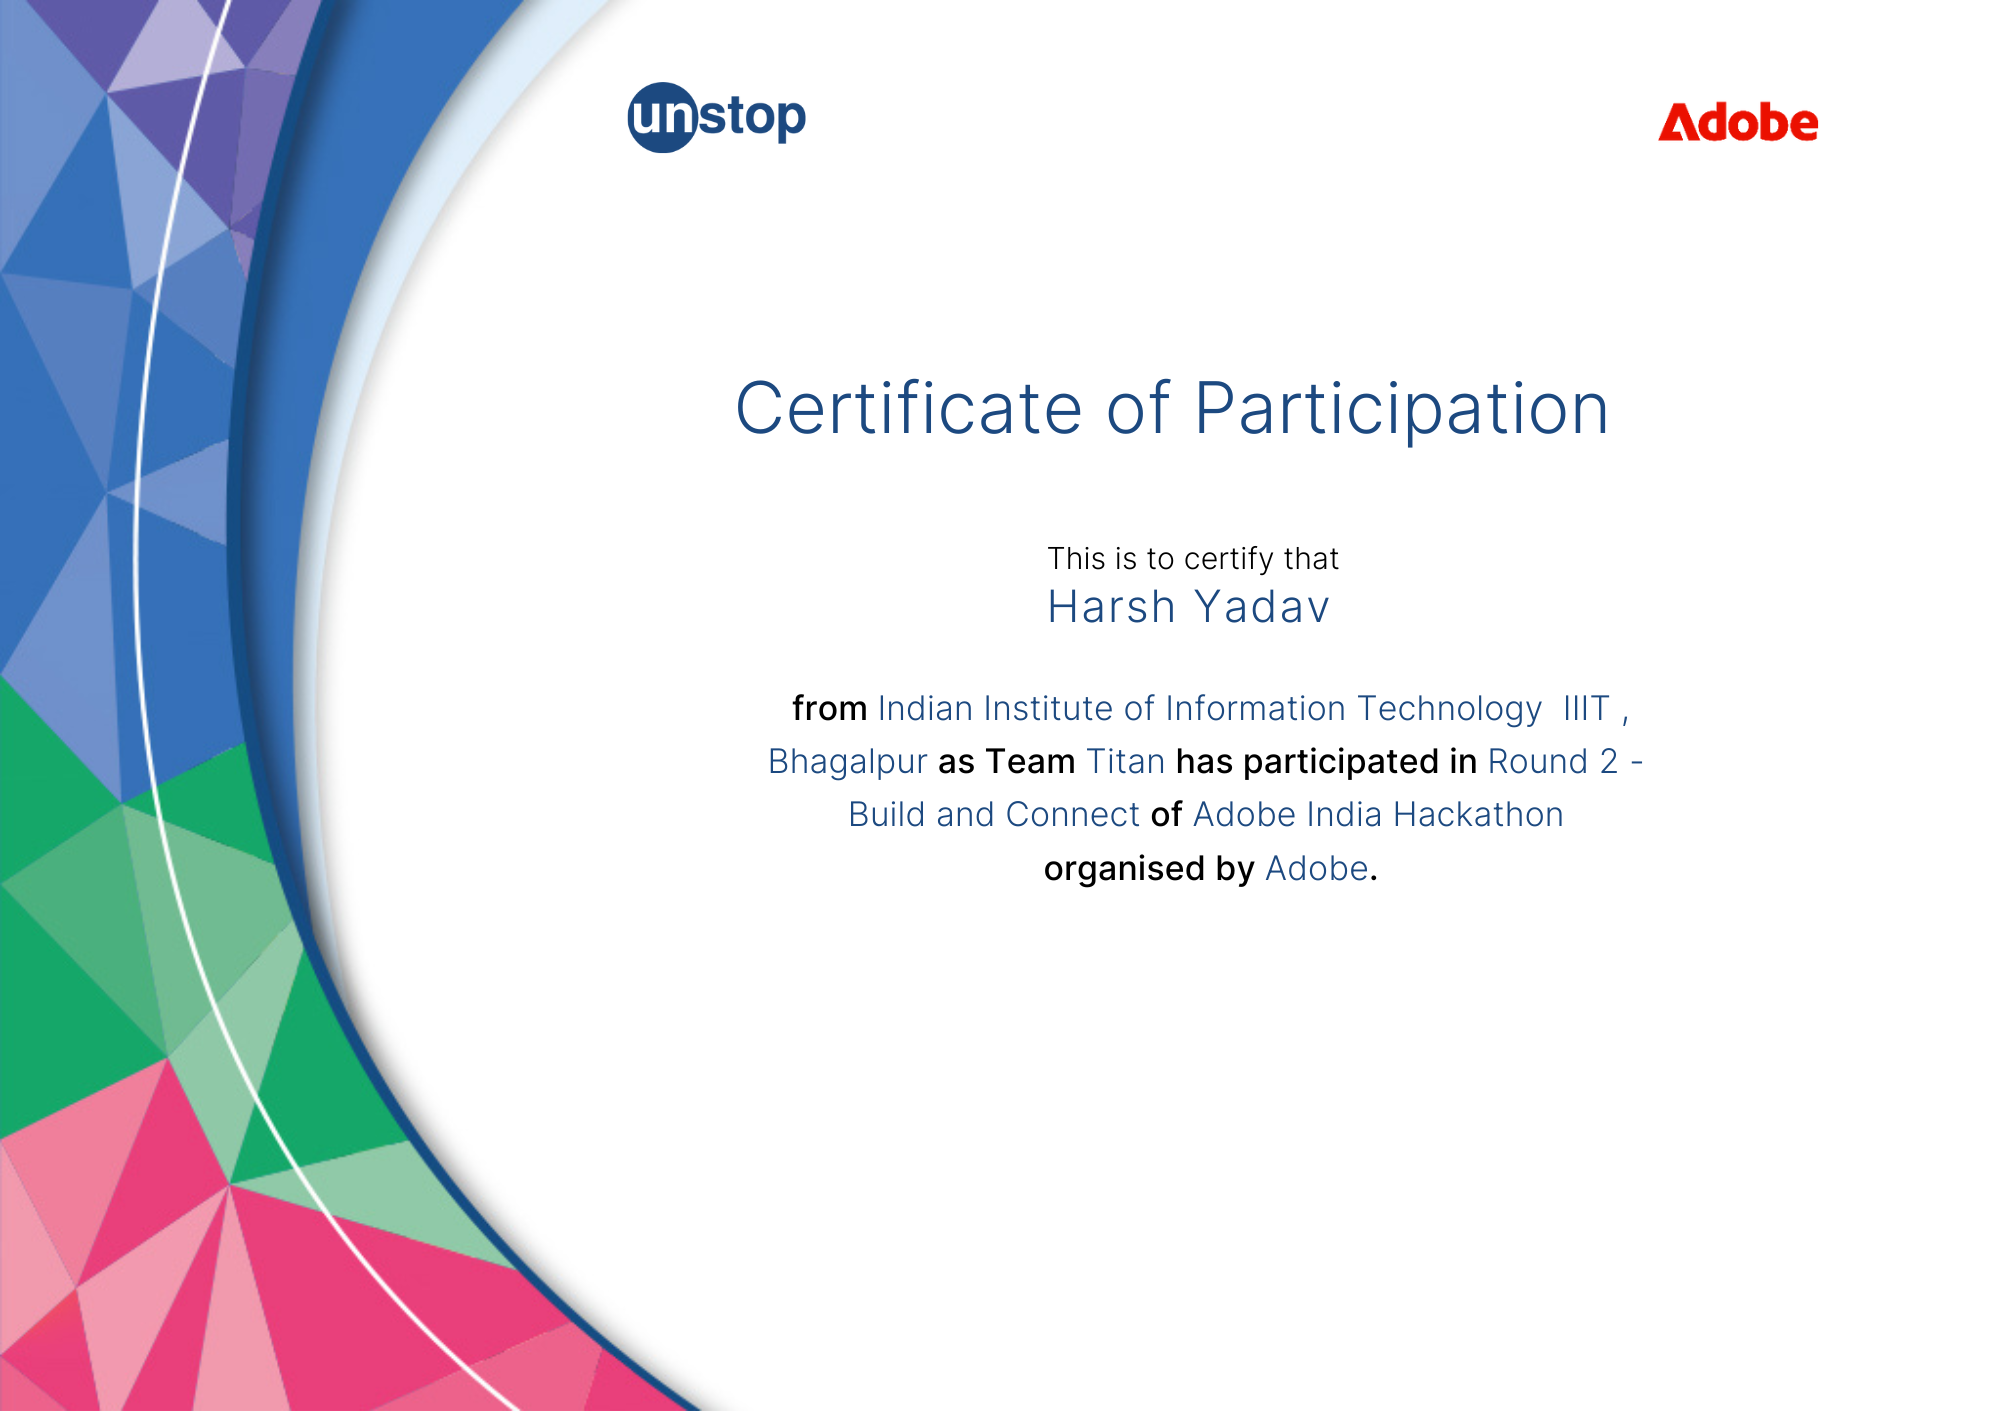 unstop
Adobe
Certificate of Participation
This is to certify that
Harsh Yadav
from Indian Institute of Information Technology  IIIT ,
Bhagalpur as Team Titan has participated in Round 2 -
Build and Connect of Adobe India Hackathon
organised by Adobe.